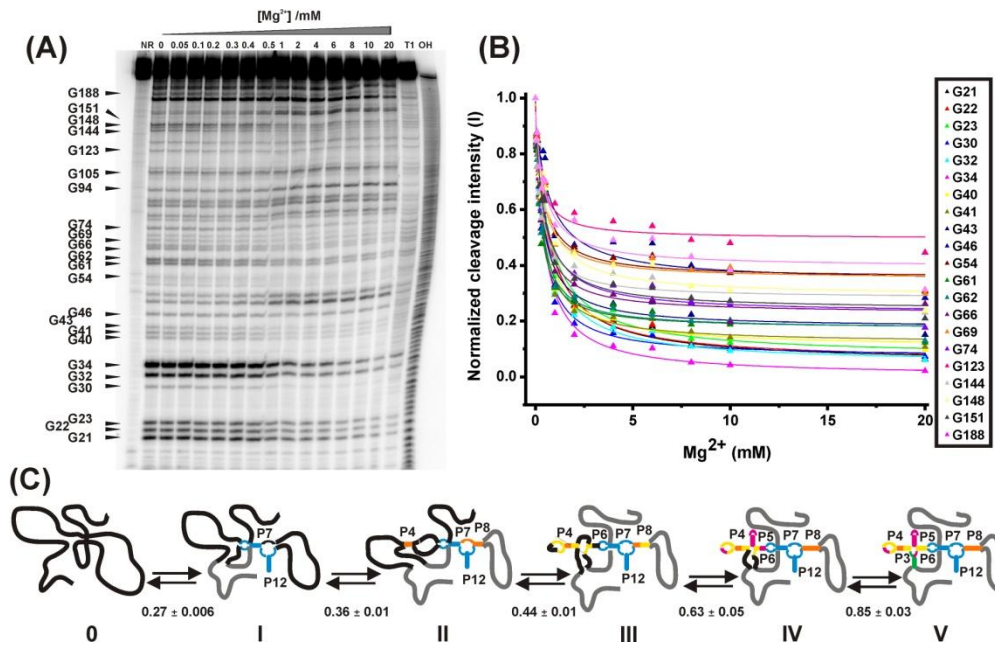 (A)
[Mg²⁺] /mM
NR 0 0.05 0.1 0.2 0.3 0.4 0.5 1 2 4 6 8 10 20 T1 OH
G188
G151
G148
G144
G123
G105
G94
G74
G69
G66
G62
G61
G54
G46
G43
G41
G40
G34
G32
G30
G23
G22
G21
(B)
Normalized cleavage intensity (I)
1.0
0.8
0.6
0.4
0.2
0.0
0 5 10 15 20
Mg²⁺ (mM)
G21
G22
G23
G30
G32
G34
G40
G41
G43
G46
G54
G61
G62
G66
G69
G74
G123
G144
G148
G151
G188
(C)
P7
P12
P4 P7 P8
P12
P4 P6 P7 P8
P12
P4 P5 P7 P8
P6
P12
P4 P5 P7 P8
P3 P6
P12
0.27 ± 0.006 0.36 ± 0.01 0.44 ± 0.01 0.63 ± 0.05 0.85 ± 0.03
0 I II III IV V